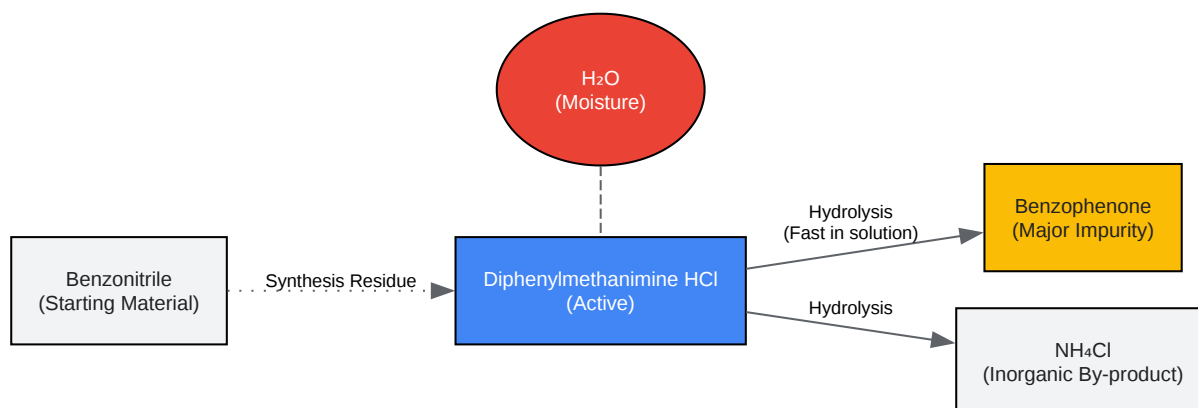 H₂O
(Moisture)
Benzonitrile
(Starting Material)
Synthesis Residue
Diphenylmethanimine HCl
(Active)
Hydrolysis
(Fast in solution)
Benzophenone
(Major Impurity)
Hydrolysis
NH₄Cl
(Inorganic By-product)